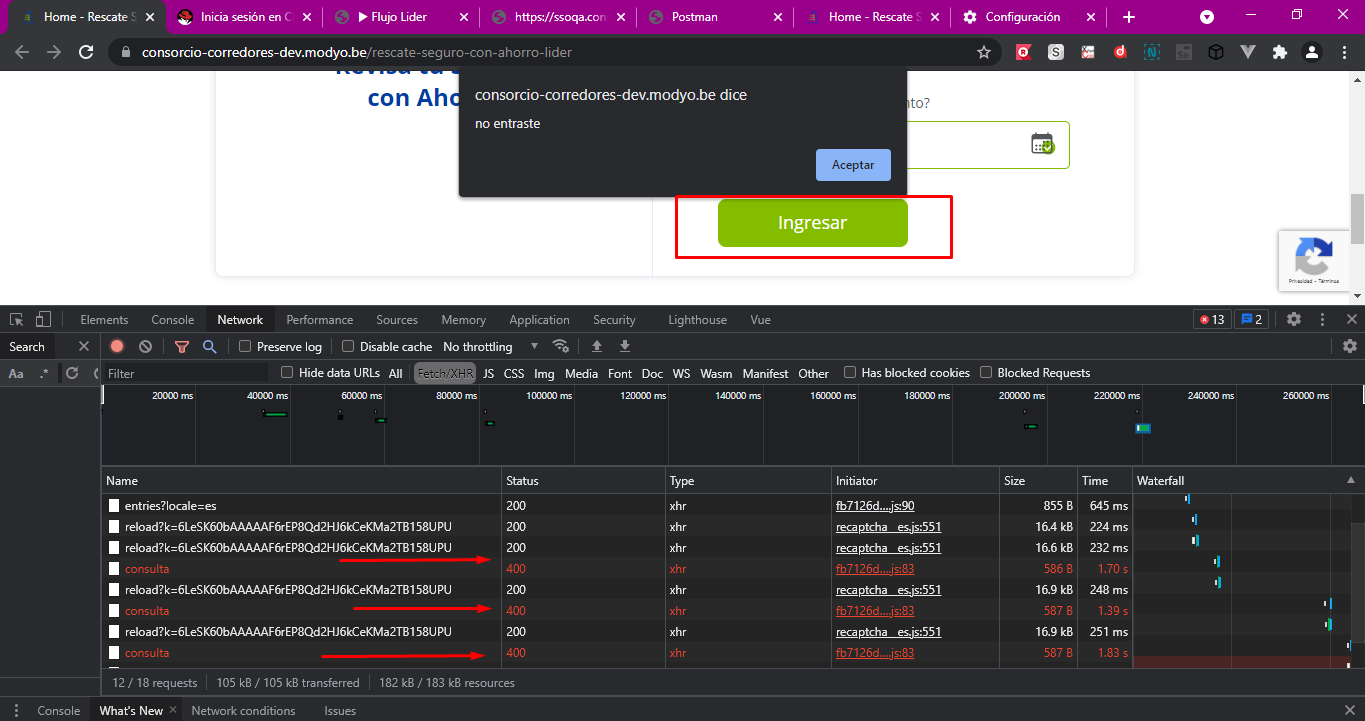 Home - Rescate S
Inicia sesión en C
Flujo Lider
https://ssoqa.con
Postman
Home - Rescate S
Configuración
consorcio-corredores-dev.modyo.be/rescate-seguro-con-ahorro-lider
con Aho
nto?
consorcio-corredores-dev.modyo.be dice
no entraste
Aceptar
Ingresar
Privacidad - Términos
Elements Console Network Performance Sources Memory Application Security Lighthouse Vue 13 2
Search
Preserve log Disable cache No throttling
Aa .* Filter Hide data URLs All Fetch/XHR JS CSS Img Media Font Doc WS Wasm Manifest Other Has blocked cookies Blocked Requests
20000 ms 40000 ms 60000 ms 80000 ms 100000 ms 120000 ms 140000 ms 160000 ms 180000 ms 200000 ms 220000 ms 240000 ms 260000 ms
Name Status Type Initiator Size Time Waterfall
entries?locale=es 200 xhr fb7126d....js:90 855 B 645 ms
reload?k=6LeSK60bAAAAAF6rEP8Qd2HJ6kCeKMa2TB158UPU 200 xhr recaptcha__es.js:551 16.4 kB 224 ms
reload?k=6LeSK60bAAAAAF6rEP8Qd2HJ6kCeKMa2TB158UPU 200 xhr recaptcha__es.js:551 16.6 kB 232 ms
consulta 400 xhr fb7126d....js:83 586 B 1.70 s
reload?k=6LeSK60bAAAAAF6rEP8Qd2HJ6kCeKMa2TB158UPU 200 xhr recaptcha__es.js:551 16.9 kB 248 ms
consulta 400 xhr fb7126d....js:83 587 B 1.39 s
reload?k=6LeSK60bAAAAAF6rEP8Qd2HJ6kCeKMa2TB158UPU 200 xhr recaptcha__es.js:551 16.9 kB 251 ms
consulta 400 xhr fb7126d....js:83 587 B 1.83 s
12 / 18 requests 105 kB / 105 kB transferred 182 kB / 183 kB resources
Console What's New Network conditions Issues